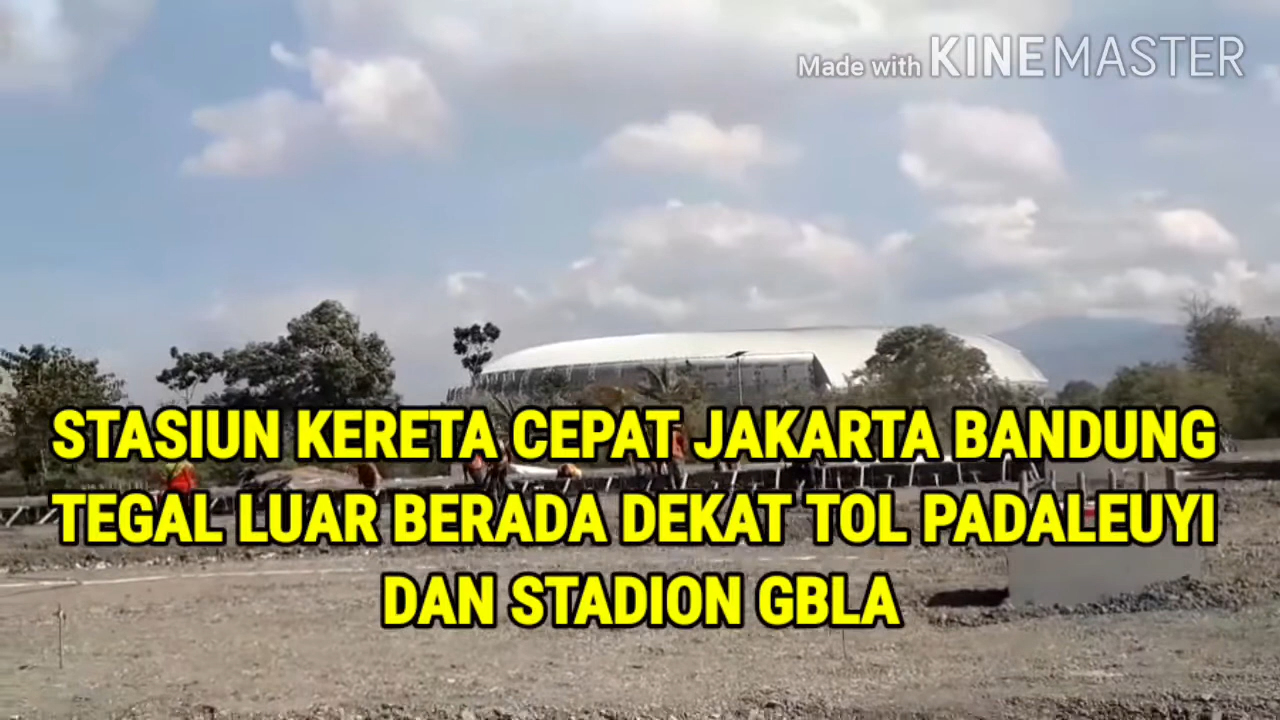 Made with KINEMASTER
STASIUN KERETA CEPAT JAKARTA BANDUNG
TEGAL LUAR BERADA DEKAT TOL PADALEUYI
DAN STADION GBLA